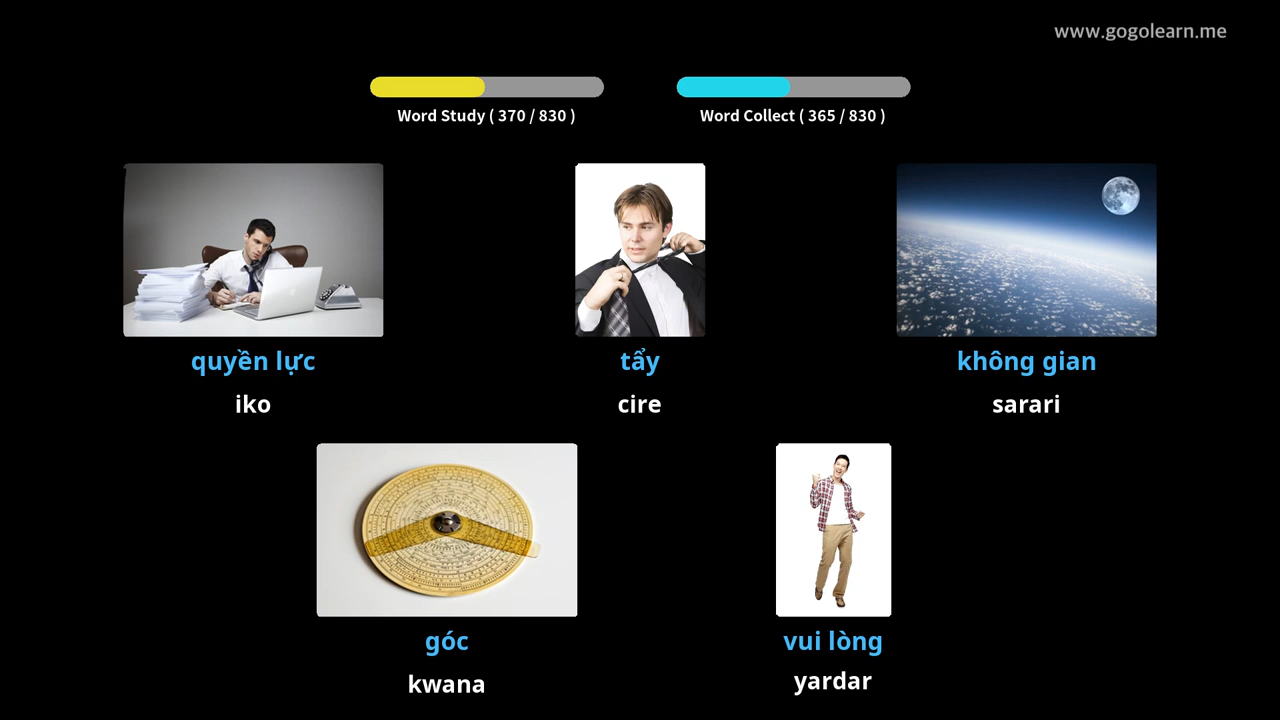 www.gogolearn.me
Word Study ( 370 / 830 )
Word Collect ( 365 / 830 )
quyền lực
iko
tẩy
cire
không gian
sarari
góc
kwana
vui lòng
yardar